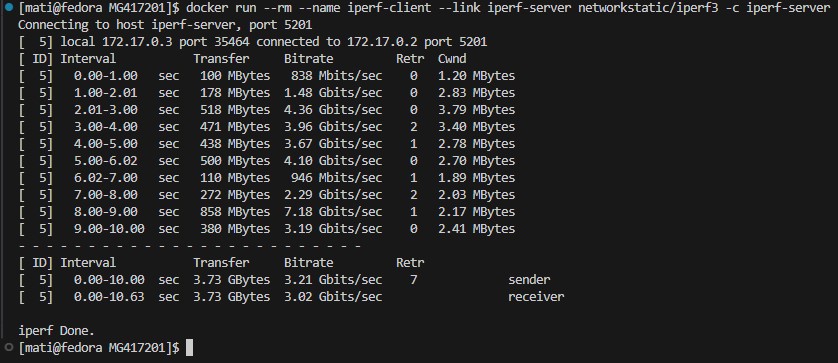 [mati@fedora MG417201]$ docker run --rm --name iperf-client --link iperf-server networkstatic/iperf3 -c iperf-server
Connecting to host iperf-server, port 5201
[  5] local 172.17.0.3 port 35464 connected to 172.17.0.2 port 5201
[ ID] Interval           Transfer     Bitrate         Retr  Cwnd
[  5]   0.00-1.00   sec   100 MBytes   838 Mbits/sec    0   1.20 MBytes
[  5]   1.00-2.01   sec   178 MBytes  1.48 Gbits/sec    0   2.83 MBytes
[  5]   2.01-3.00   sec   518 MBytes  4.36 Gbits/sec    0   3.79 MBytes
[  5]   3.00-4.00   sec   471 MBytes  3.96 Gbits/sec    2   3.40 MBytes
[  5]   4.00-5.00   sec   438 MBytes  3.67 Gbits/sec    1   2.78 MBytes
[  5]   5.00-6.02   sec   500 MBytes  4.10 Gbits/sec    0   2.70 MBytes
[  5]   6.02-7.00   sec   110 MBytes   946 Mbits/sec    1   1.89 MBytes
[  5]   7.00-8.00   sec   272 MBytes  2.29 Gbits/sec    2   2.03 MBytes
[  5]   8.00-9.00   sec   858 MBytes  7.18 Gbits/sec    1   2.17 MBytes
[  5]   9.00-10.00  sec   380 MBytes  3.19 Gbits/sec    0   2.41 MBytes
- - - - - - - - - - - - - - - - - - - - - - - - -
[ ID] Interval           Transfer     Bitrate         Retr
[  5]   0.00-10.00  sec  3.73 GBytes  3.21 Gbits/sec    7             sender
[  5]   0.00-10.63  sec  3.73 GBytes  3.02 Gbits/sec                  receiver
iperf Done.
[mati@fedora MG417201]$